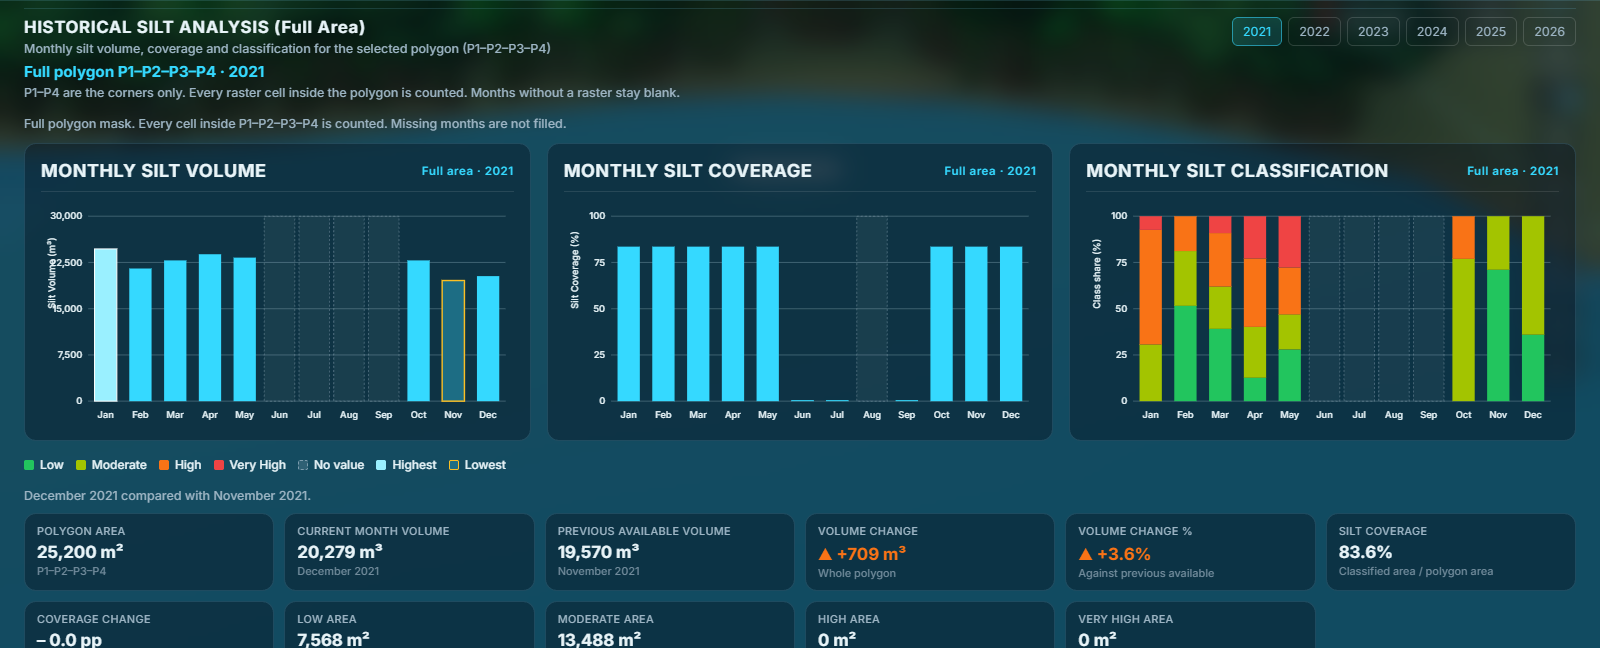 HISTORICAL SILT ANALYSIS (Full Area)
2021 2022 2023 2024 2025 2026
Monthly silt volume, coverage and classification for the selected polygon (P1–P2–P3–P4)
Full polygon P1–P2–P3–P4 · 2021
P1–P4 are the corners only. Every raster cell inside the polygon is counted. Months without a raster stay blank.
Full polygon mask. Every cell inside P1–P2–P3–P4 is counted. Missing months are not filled.
MONTHLY SILT VOLUME
Full area · 2021
Silt Volume (m³)
30,000
22,500
15,000
7,500
0
Jan Feb Mar Apr May Jun Jul Aug Sep Oct Nov Dec
MONTHLY SILT COVERAGE
Full area · 2021
Silt Coverage (%)
100
75
50
25
0
Jan Feb Mar Apr May Jun Jul Aug Sep Oct Nov Dec
MONTHLY SILT CLASSIFICATION
Full area · 2021
Class share (%)
100
75
50
25
0
Jan Feb Mar Apr May Jun Jul Aug Sep Oct Nov Dec
Low Moderate High Very High No value Highest Lowest
December 2021 compared with November 2021.
POLYGON AREA
25,200 m²
P1–P2–P3–P4
CURRENT MONTH VOLUME
20,279 m³
December 2021
PREVIOUS AVAILABLE VOLUME
19,570 m³
November 2021
VOLUME CHANGE
▲ +709 m³
Whole polygon
VOLUME CHANGE %
▲ +3.6%
Against previous available
SILT COVERAGE
83.6%
Classified area / polygon area
COVERAGE CHANGE
– 0.0 pp
LOW AREA
7,568 m²
MODERATE AREA
13,488 m²
HIGH AREA
0 m²
VERY HIGH AREA
0 m²